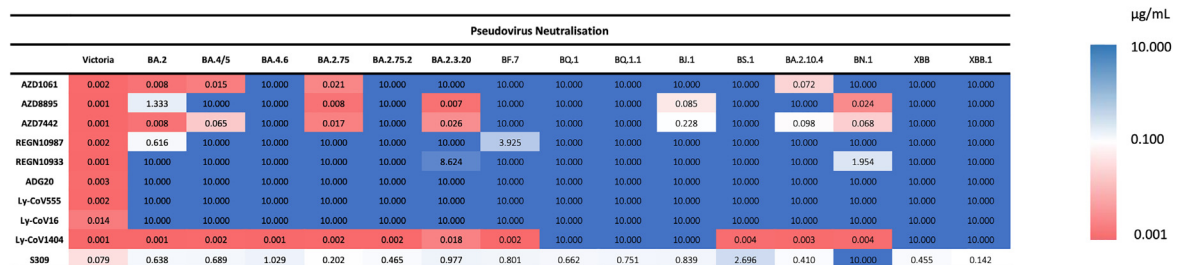 Pseudovirus Neutralisation
Victoria BA.2 BA.4/5 BA.4.6 BA.2.75 BA.2.75.2 BA.2.3.20 BF.7 BQ.1 BQ.1.1 BJ.1 BS.1 BA.2.10.4 BN.1 XBB XBB.1
AZD1061 0.002 0.008 0.015 10.000 0.021 10.000 10.000 10.000 10.000 10.000 10.000 10.000 0.072 10.000 10.000 10.000
AZD8895 0.001 1.333 10.000 10.000 0.008 10.000 0.007 10.000 10.000 10.000 0.085 10.000 10.000 0.024 10.000 10.000
AZD7442 0.001 0.008 0.065 10.000 0.017 10.000 0.026 10.000 10.000 10.000 0.228 10.000 0.098 0.068 10.000 10.000
REGN10987 0.002 0.616 10.000 10.000 10.000 10.000 10.000 3.925 10.000 10.000 10.000 10.000 10.000 10.000 10.000 10.000
REGN10933 0.001 10.000 10.000 10.000 10.000 10.000 8.624 10.000 10.000 10.000 10.000 10.000 10.000 1.954 10.000 10.000
ADG20 0.003 10.000 10.000 10.000 10.000 10.000 10.000 10.000 10.000 10.000 10.000 10.000 10.000 10.000 10.000 10.000
Ly-CoV555 0.002 10.000 10.000 10.000 10.000 10.000 10.000 10.000 10.000 10.000 10.000 10.000 10.000 10.000 10.000 10.000
Ly-CoV16 0.014 10.000 10.000 10.000 10.000 10.000 10.000 10.000 10.000 10.000 10.000 10.000 10.000 10.000 10.000 10.000
Ly-CoV1404 0.001 0.001 0.002 0.001 0.002 0.002 0.018 0.002 10.000 10.000 10.000 0.004 0.003 0.004 10.000 10.000
S309 0.079 0.638 0.689 1.029 0.202 0.465 0.977 0.801 0.662 0.751 0.839 2.696 0.410 10.000 0.455 0.142
µg/mL
10.000
0.100
0.001